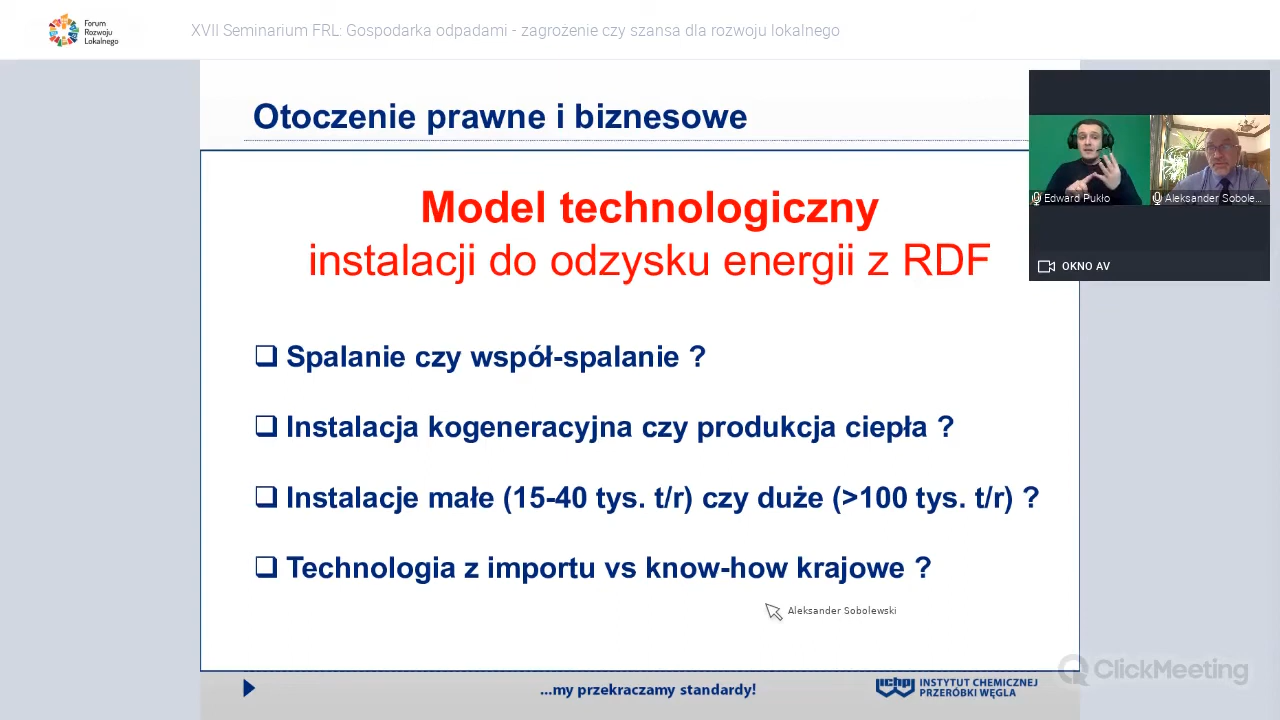 Forum
Rozwoju
Lokalnego
XVII Seminarium FRL: Gospodarka odpadami - zagrożenie czy szansa dla rozwoju lokalnego
Otoczenie prawne i biznesowe
Edward Pukło
Aleksander Sobole...
OKNO AV
Model technologiczny
instalacji do odzysku energii z RDF
Spalanie czy współ-spalanie ?
Instalacja kogeneracyjna czy produkcja ciepła ?
Instalacje małe (15-40 tys. t/r) czy duże (>100 tys. t/r) ?
Technologia z importu vs know-how krajowe ?
Aleksander Sobolewski
...my przekraczamy standardy!
ichpw INSTYTUT CHEMICZNEJ
PRZERÓBKI WĘGLA
ClickMeeting